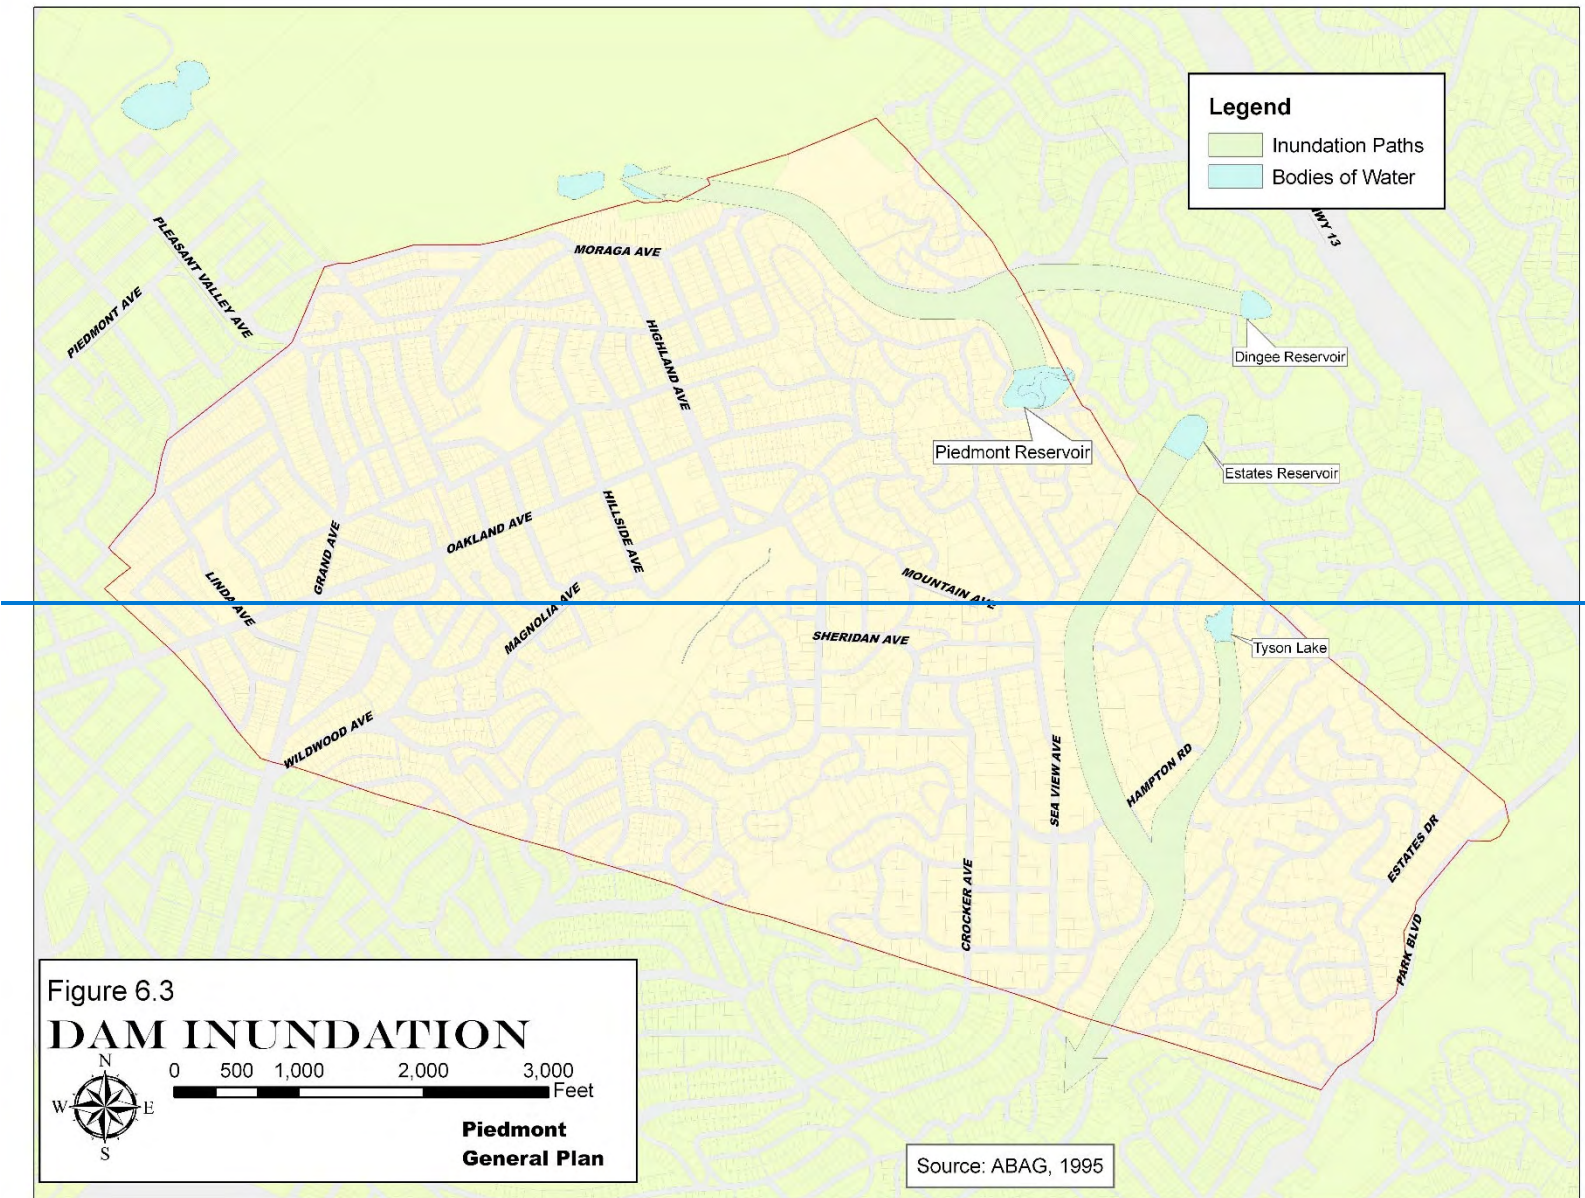 Legend
Inundation Paths
Bodies of Water
WY 13
PLEASANT VALLEY AVE
PIEDMONT AVE
MORAGA AVE
HIGHLAND AVE
Dingee Reservoir
Piedmont Reservoir
Estates Reservoir
OAKLAND AVE
HILLSIDE AVE
GRAND AVE
LINDA AVE
MAGNOLIA AVE
MOUNTAIN AVE
SHERIDAN AVE
Tyson Lake
WILDWOOD AVE
SEA VIEW AVE
HAMPTON RD
CROCKER AVE
ESTATES DR
PARK BLVD
Figure 6.3
DAM INUNDATION
N
W
E
S
0 500 1,000 2,000 3,000
Feet
Piedmont
General Plan
Source: ABAG, 1995